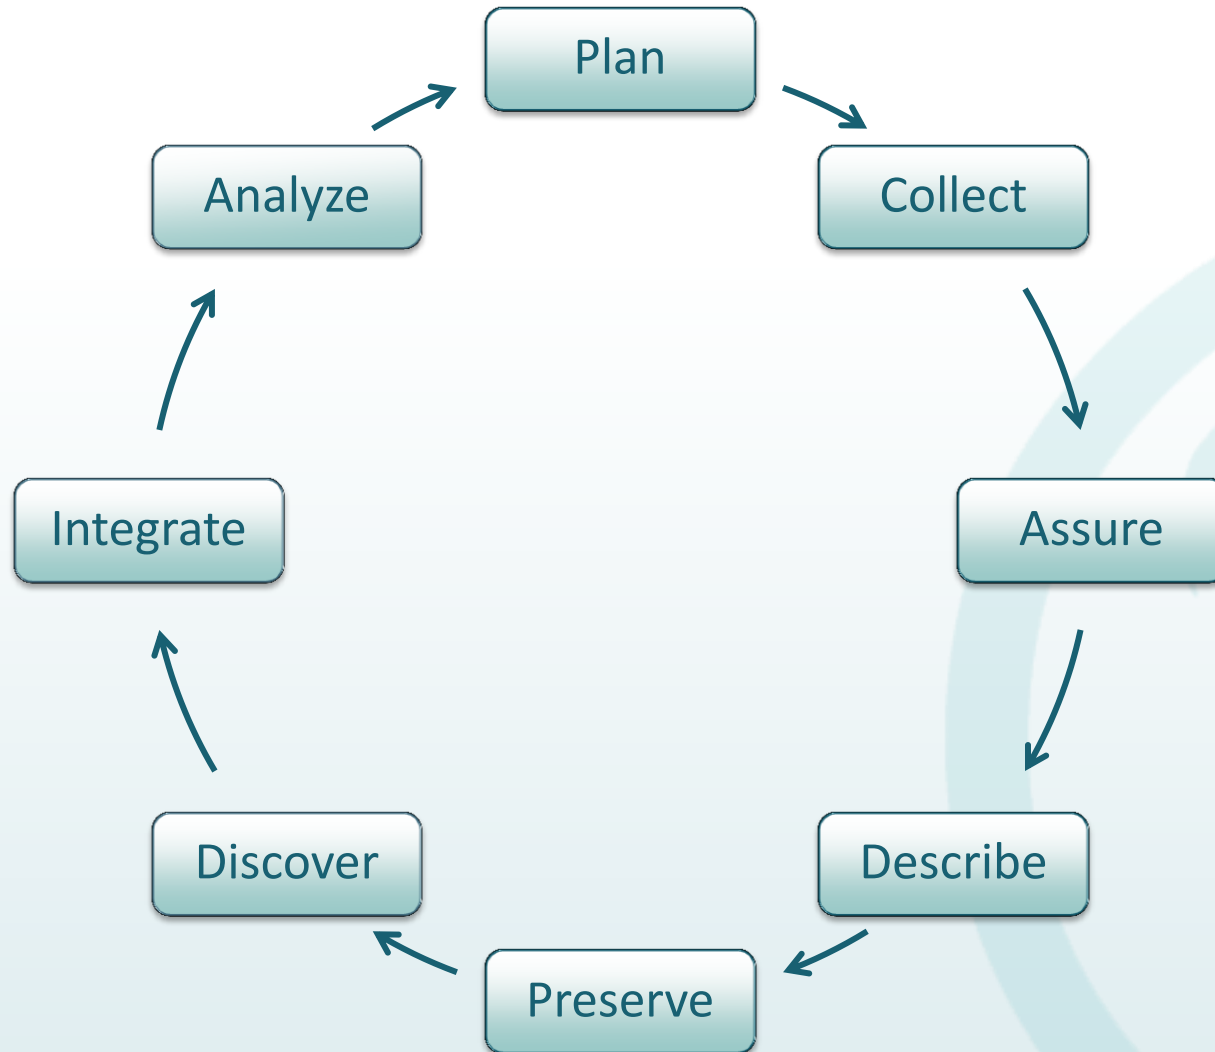 Plan
Analyze
Collect
Integrate
Assure
Discover
Describe
Preserve